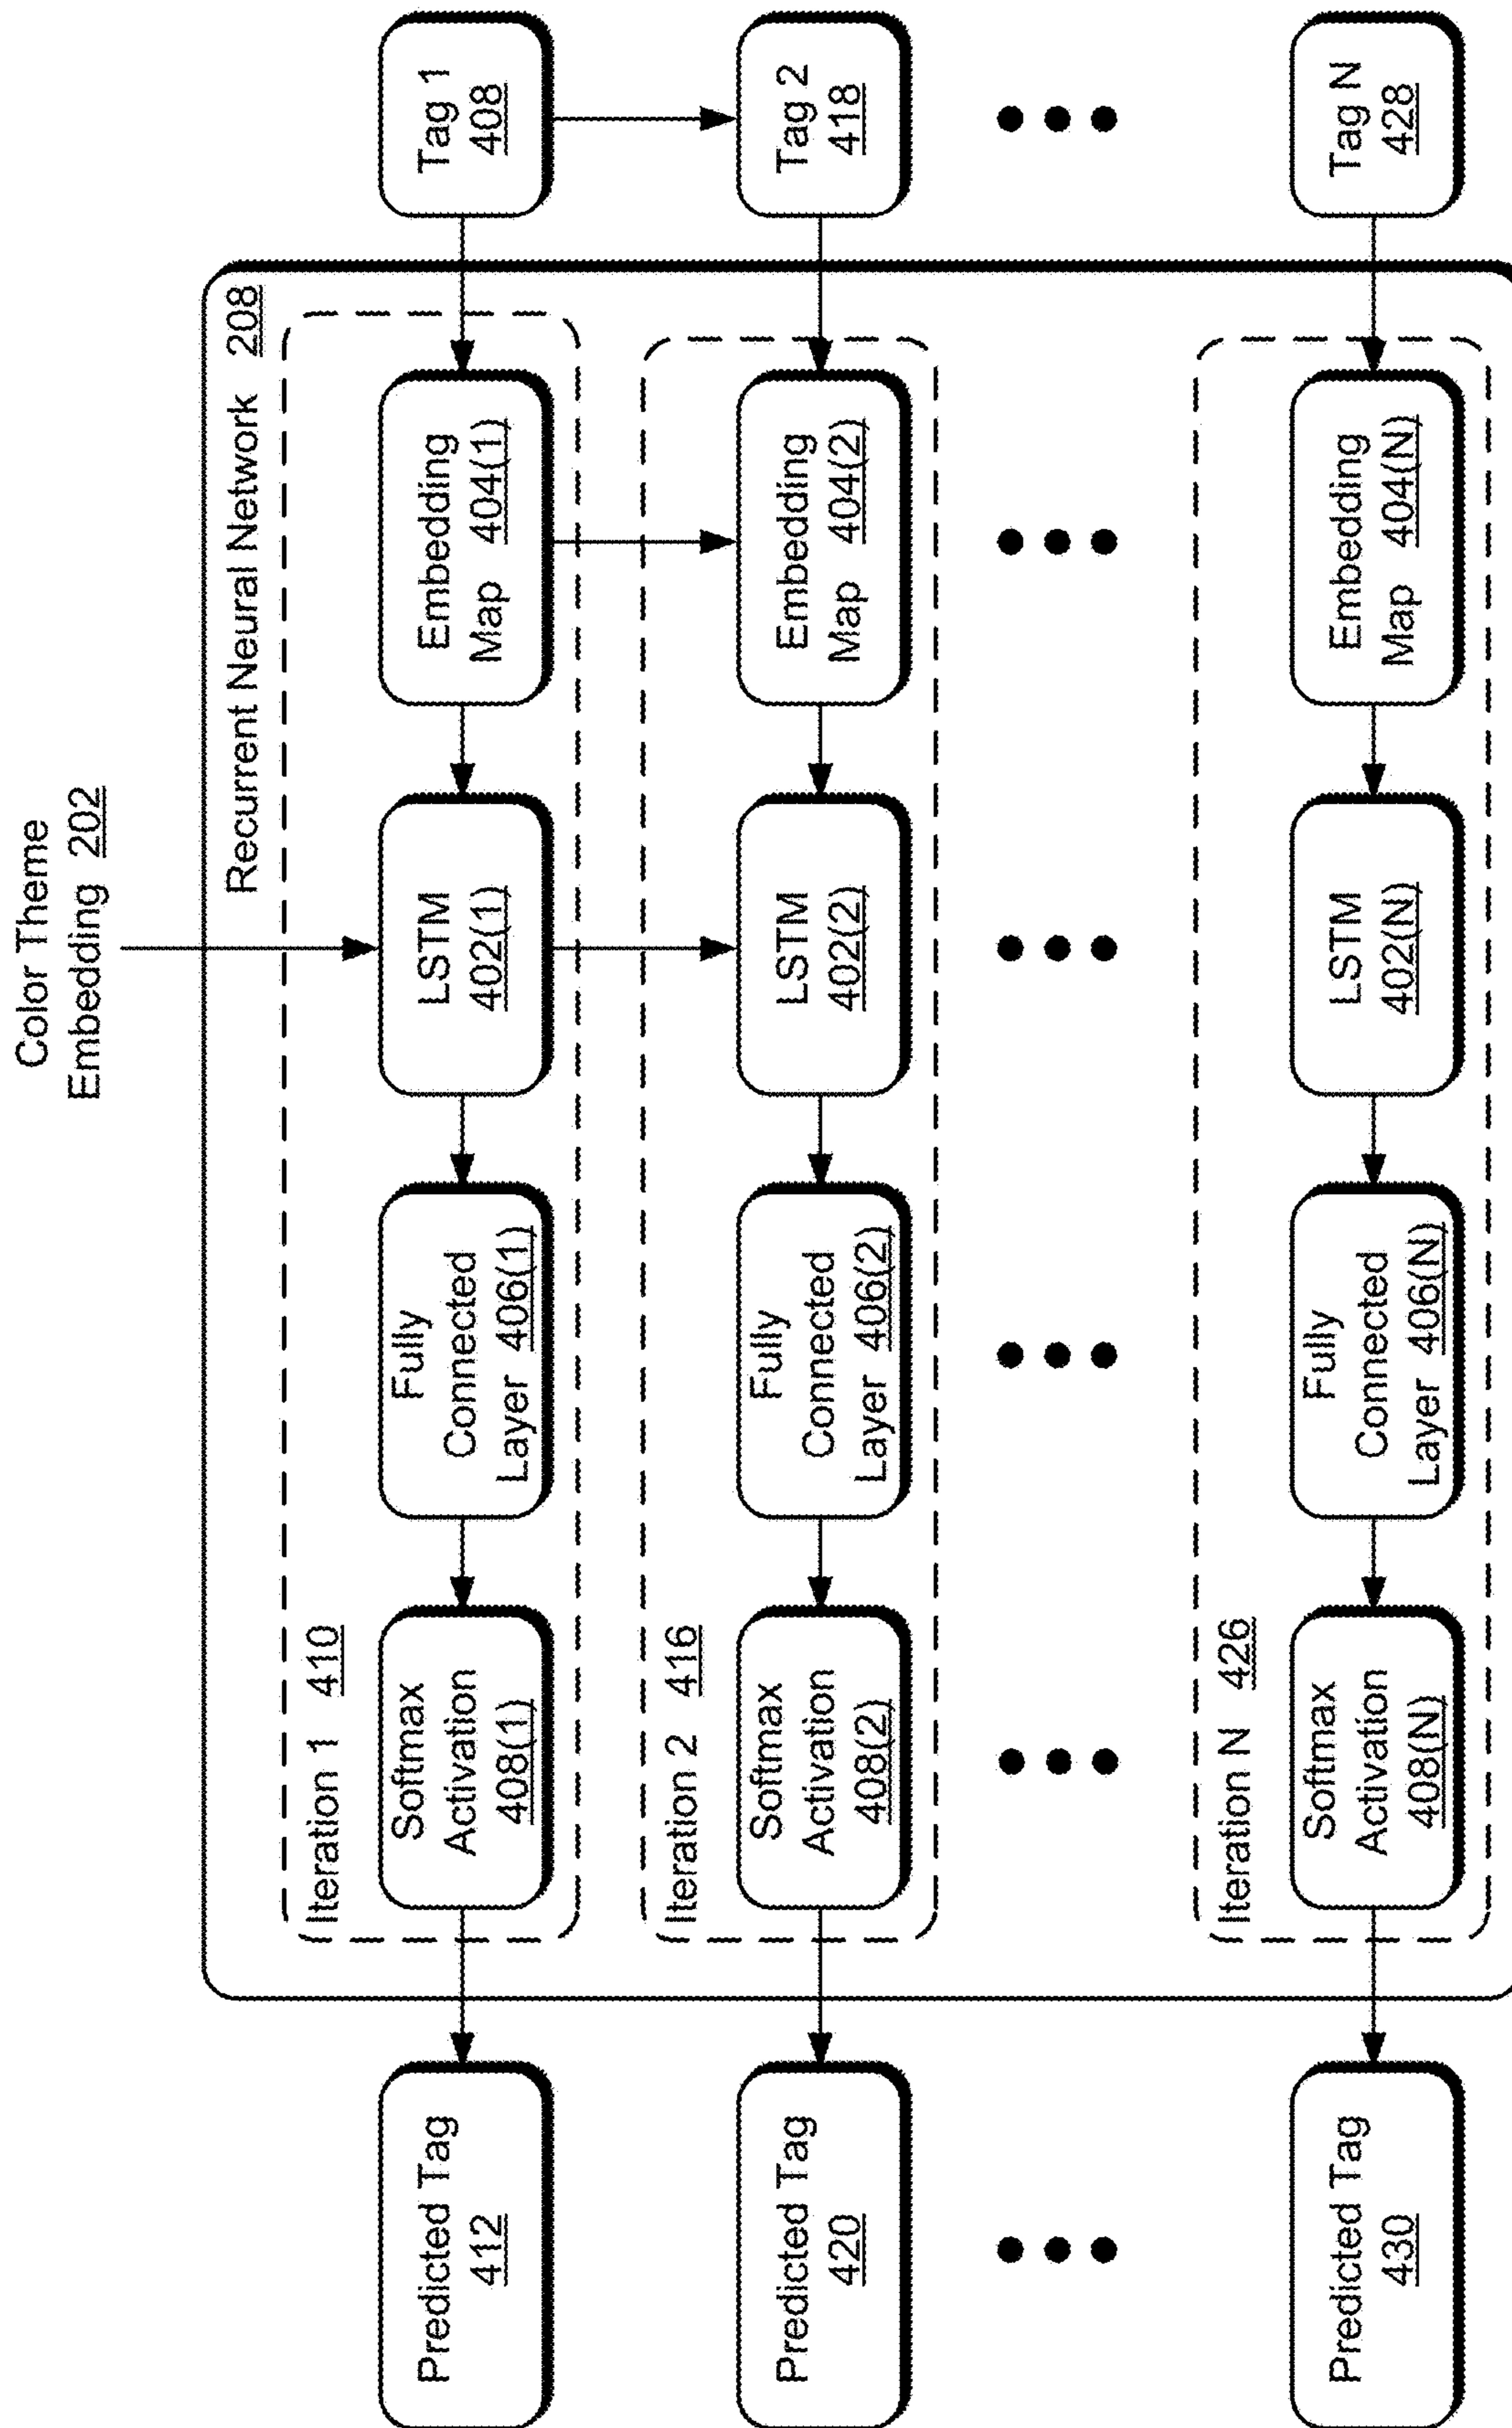 Color Theme
Embedding 202
Recurrent Neural Network 208
Iteration 1 410
Predicted Tag
412
Softmax
Activation
408(1)
Fully
Connected
Layer 406(1)
LSTM
402(1)
Embedding
Map 404(1)
Tag 1
408
Iteration 2 416
Predicted Tag
420
Softmax
Activation
408(2)
Fully
Connected
Layer 406(2)
LSTM
402(2)
Embedding
Map 404(2)
Tag 2
418
Iteration N 426
Predicted Tag
430
Softmax
Activation
408(N)
Fully
Connected
Layer 406(N)
LSTM
402(N)
Embedding
Map 404(N)
Tag N
428